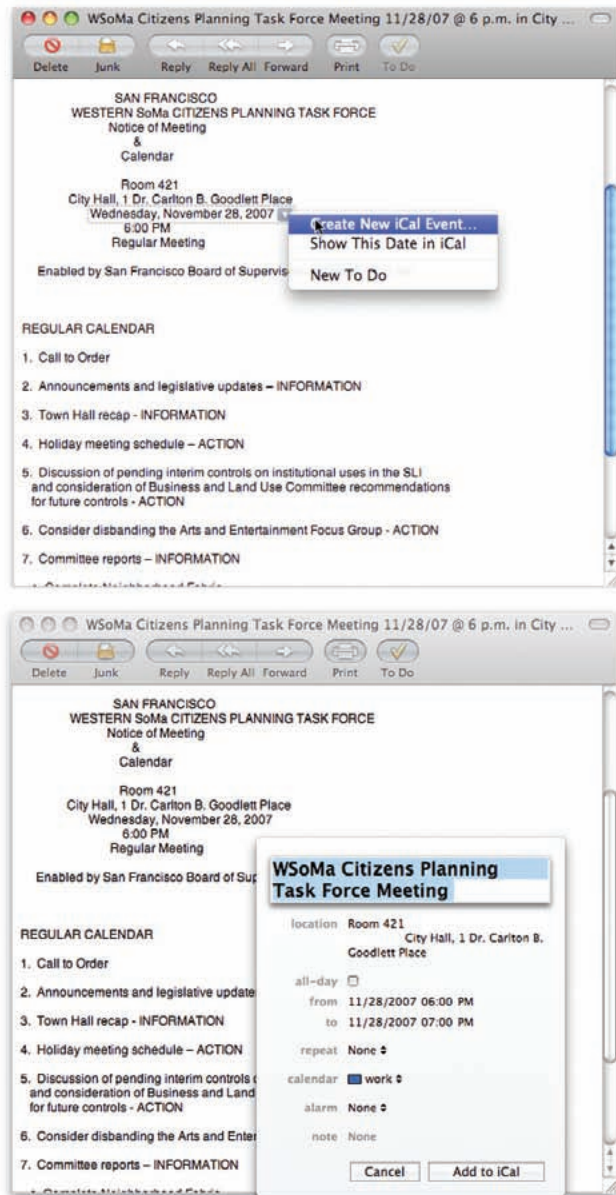 WSoMa Citizens Planning Task Force Meeting 11/28/07 @ 6 p.m. in City ...
Delete Junk Reply Reply All Forward Print To Do
SAN FRANCISCO
WESTERN SoMa CITIZENS PLANNING TASK FORCE
Notice of Meeting
&
Calendar
Room 421
City Hall, 1 Dr. Carlton B. Goodlett Place
Wednesday, November 28, 2007
6:00 PM
Regular Meeting
Create New iCal Event...
Show This Date in iCal
New To Do
Enabled by San Francisco Board of Supervis
REGULAR CALENDAR
1. Call to Order
2. Announcements and legislative updates – INFORMATION
3. Town Hall recap - INFORMATION
4. Holiday meeting schedule – ACTION
5. Discussion of pending interim controls on institutional uses in the SLI
and consideration of Business and Land Use Committee recommendations
for future controls - ACTION
6. Consider disbanding the Arts and Entertainment Focus Group - ACTION
7. Committee reports – INFORMATION
WSoMa Citizens Planning Task Force Meeting 11/28/07 @ 6 p.m. in City ...
Delete Junk Reply Reply All Forward Print To Do
SAN FRANCISCO
WESTERN SoMa CITIZENS PLANNING TASK FORCE
Notice of Meeting
&
Calendar
Room 421
City Hall, 1 Dr. Carlton B. Goodlett Place
Wednesday, November 28, 2007
6:00 PM
Regular Meeting
Enabled by San Francisco Board of Sup
REGULAR CALENDAR
1. Call to Order
2. Announcements and legislative update
3. Town Hall recap - INFORMATION
4. Holiday meeting schedule – ACTION
5. Discussion of pending interim controls
and consideration of Business and Land
for future controls - ACTION
6. Consider disbanding the Arts and Enter
7. Committee reports – INFORMATION
WSoMa Citizens Planning
Task Force Meeting
location Room 421
City Hall, 1 Dr. Carlton B.
Goodlett Place
all-day
from 11/28/2007 06:00 PM
to 11/28/2007 07:00 PM
repeat None
calendar work
alarm None
note None
Cancel Add to iCal